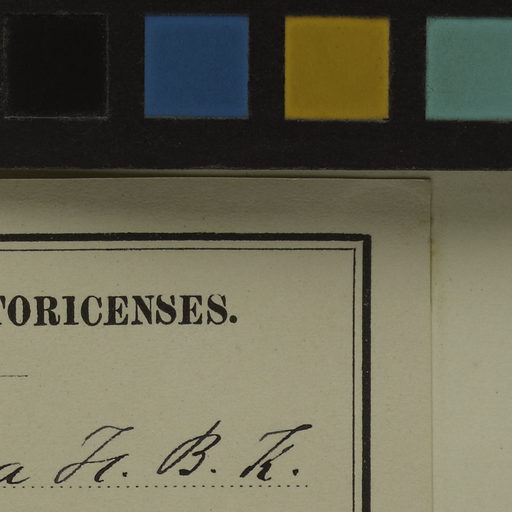 TORICENSES.
a H. B. K.